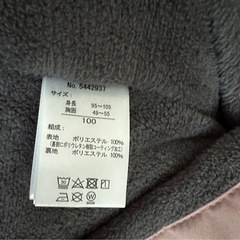 No. 5442937
サイズ:
身長 95～105
胸囲 49～55
100
組成:
表地 ポリエステル 100%
(裏側にポリウレタン樹脂コーティング加工)
裏地 ポリエステル 100%